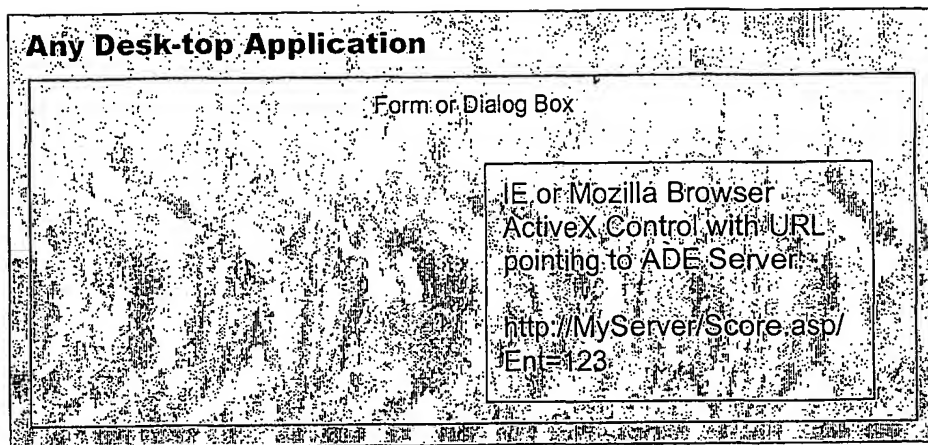 Any Desk-top Application
Form or Dialog Box
IE or Mozilla Browser
ActiveX Control with URL
pointing to ADE Server
http://MyServer/Score.asp/
Ent=123